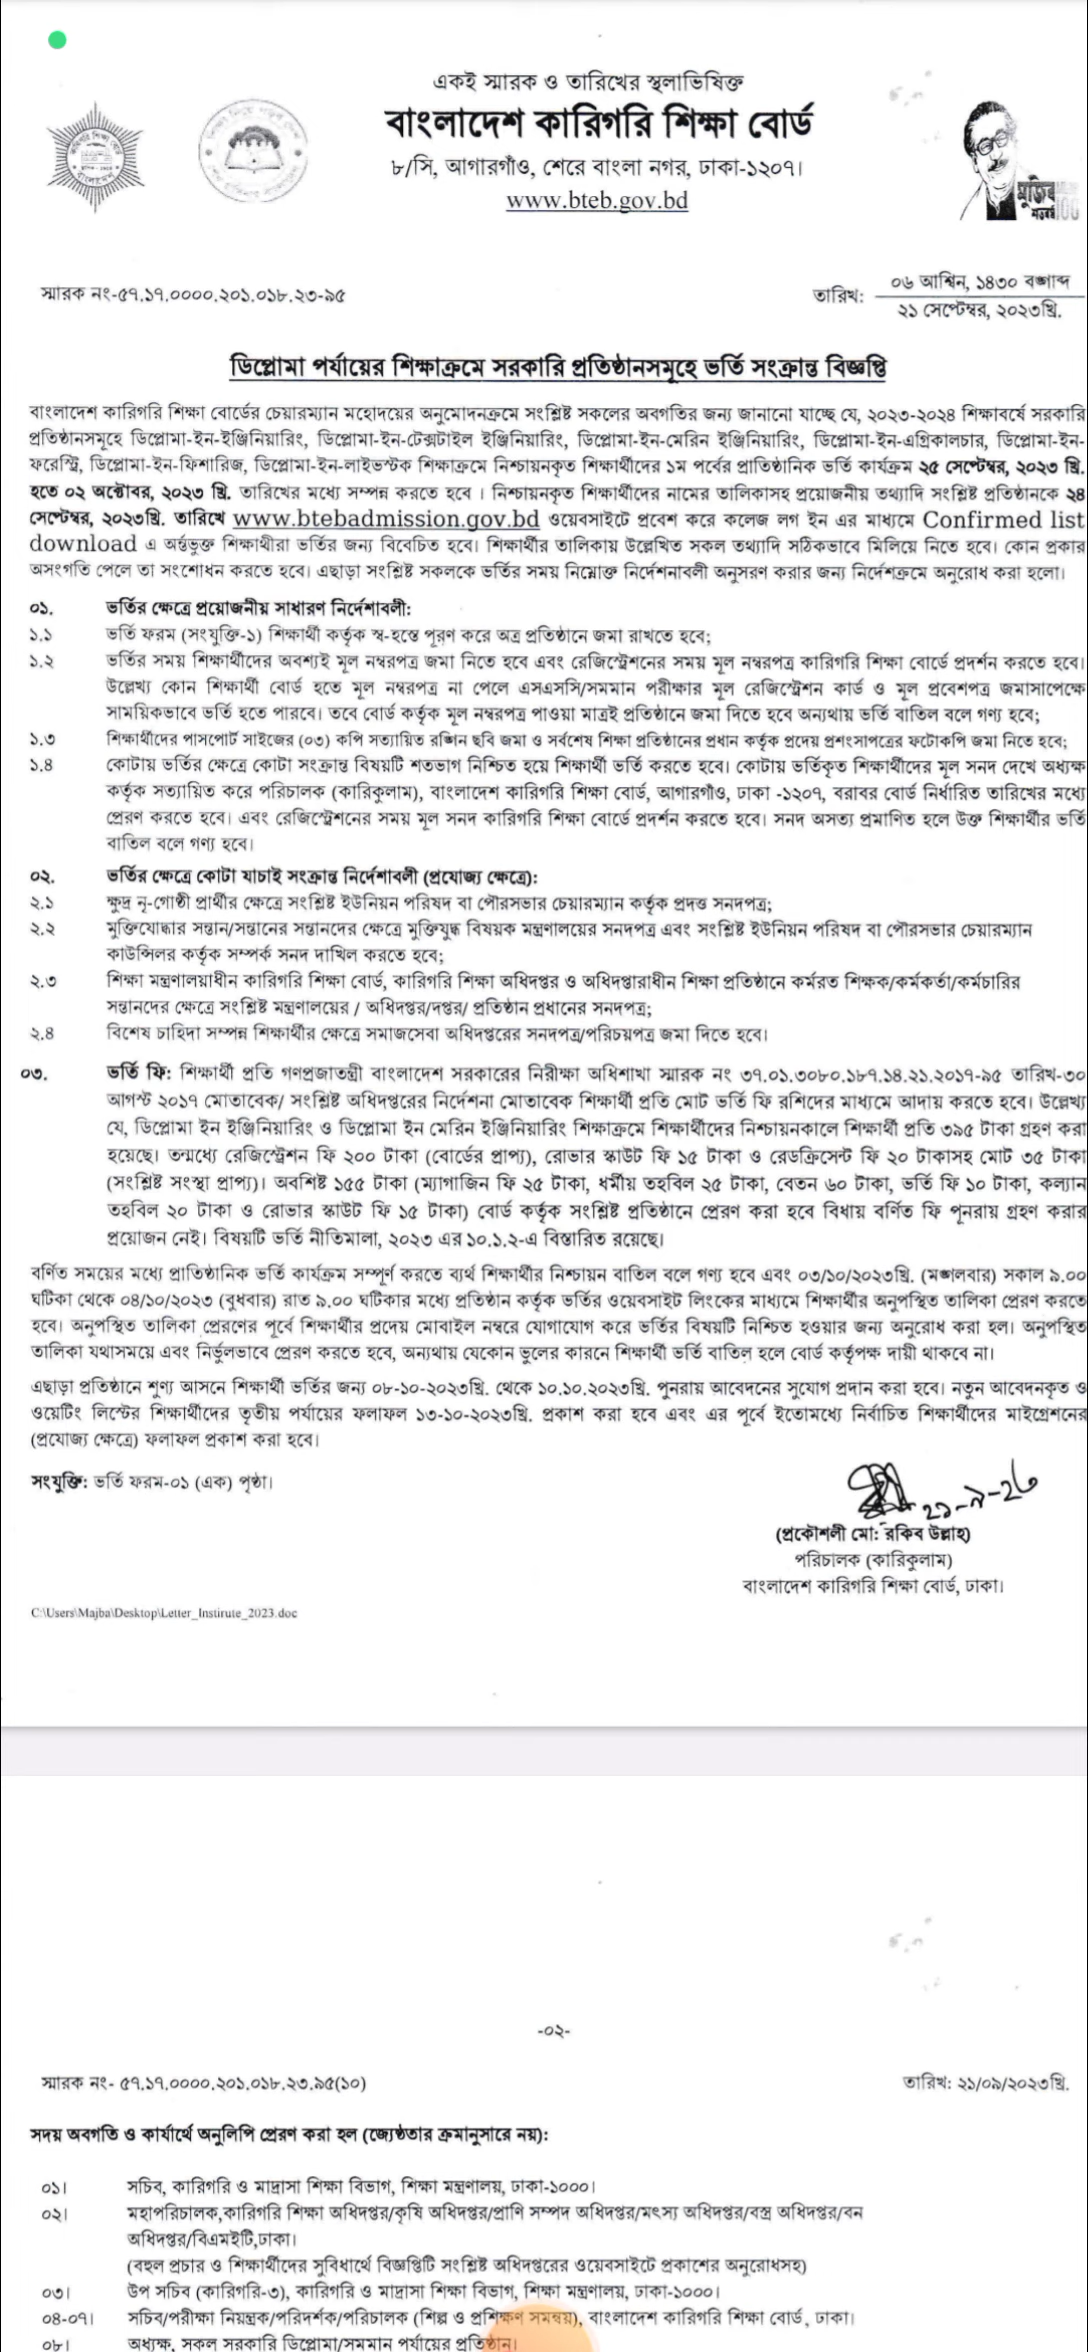 একই স্মারক ও তারিখের স্থলাভিষিক্ত
বাংলাদেশ কারিগরি শিক্ষা বোর্ড
৮/সি, আগারগাঁও, শেরে বাংলা নগর, ঢাকা-১২০৭।
www.bteb.gov.bd
মুজিব
শতবর্ষ 100
স্মারক নং-৫৭.১৭.০০০০.২০১.০১৮.২৩-৯৫
০৬ আশ্বিন, ১৪৩০ বঙ্গাব্দ
তারিখ:
২১ সেপ্টেম্বর, ২০২৩খ্রি.
ডিপ্লোমা পর্যায়ের শিক্ষাক্রমে সরকারি প্রতিষ্ঠানসমূহে ভর্তি সংক্রান্ত বিজ্ঞপ্তি
বাংলাদেশ কারিগরি শিক্ষা বোর্ডের চেয়ারম্যান মহোদয়ের অনুমোদনক্রমে সংশ্লিষ্ট সকলের অবগতির জন্য জানানো যাচ্ছে যে, ২০২৩-২০২৪ শিক্ষাবর্ষে সরকারি
প্রতিষ্ঠানসমূহে ডিপ্লোমা-ইন-ইঞ্জিনিয়ারিং, ডিপ্লোমা-ইন-টেক্সটাইল ইঞ্জিনিয়ারিং, ডিপ্লোমা-ইন-মেরিন ইঞ্জিনিয়ারিং, ডিপ্লোমা-ইন-এগ্রিকালচার, ডিপ্লোমা-ইন-
ফরেস্ট্রি, ডিপ্লোমা-ইন-ফিশারিজ, ডিপ্লোমা-ইন-লাইভস্টক শিক্ষাক্রমে নিশ্চায়নকৃত শিক্ষার্থীদের ১ম পর্বের প্রাতিষ্ঠানিক ভর্তি কার্যক্রম ২৫ সেপ্টেম্বর, ২০২৩ খ্রি.
হতে ০২ অক্টোবর, ২০২৩ খ্রি. তারিখের মধ্যে সম্পন্ন করতে হবে । নিশ্চায়নকৃত শিক্ষার্থীদের নামের তালিকাসহ প্রয়োজনীয় তথ্যাদি সংশ্লিষ্ট প্রতিষ্ঠানকে ২৪
সেপ্টেম্বর, ২০২৩খ্রি. তারিখে www.btebadmission.gov.bd ওয়েবসাইটে প্রবেশ করে কলেজ লগ ইন এর মাধ্যমে Confirmed list
download এ অর্ন্তভুক্ত শিক্ষার্থীরা ভর্তির জন্য বিবেচিত হবে। শিক্ষার্থীর তালিকায় উল্লেখিত সকল তথ্যাদি সঠিকভাবে মিলিয়ে নিতে হবে। কোন প্রকার
অসংগতি পেলে তা সংশোধন করতে হবে। এছাড়া সংশ্লিষ্ট সকলকে ভর্তির সময় নিম্নোক্ত নির্দেশনাবলী অনুসরণ করার জন্য নির্দেশক্রমে অনুরোধ করা হলো।
০১. ভর্তির ক্ষেত্রে প্রয়োজনীয় সাধারণ নির্দেশাবলী:
১.১ ভর্তি ফরম (সংযুক্তি-১) শিক্ষার্থী কর্তৃক স্ব-হস্তে পূরণ করে অত্র প্রতিষ্ঠানে জমা রাখতে হবে;
১.২ ভর্তির সময় শিক্ষার্থীদের অবশ্যই মূল নম্বরপত্র জমা নিতে হবে এবং রেজিস্ট্রেশনের সময় মূল নম্বরপত্র কারিগরি শিক্ষা বোর্ডে প্রদর্শন করতে হবে।
উল্লেখ্য কোন শিক্ষার্থী বোর্ড হতে মূল নম্বরপত্র না পেলে এসএসসি/সমমান পরীক্ষার মূল রেজিস্ট্রেশন কার্ড ও মূল প্রবেশপত্র জমাসাপেক্ষে
সাময়িকভাবে ভর্তি হতে পারবে। তবে বোর্ড কর্তৃক মূল নম্বরপত্র পাওয়া মাত্রই প্রতিষ্ঠানে জমা দিতে হবে অন্যথায় ভর্তি বাতিল বলে গণ্য হবে;
১.৩ শিক্ষার্থীদের পাসপোর্ট সাইজের (০৩) কপি সত্যায়িত রঙ্গিন ছবি জমা ও সর্বশেষ শিক্ষা প্রতিষ্ঠানের প্রধান কর্তৃক প্রদেয় প্রশংসাপত্রের ফটোকপি জমা নিতে হবে;
১.৪ কোটায় ভর্তির ক্ষেত্রে কোটা সংক্রান্ত বিষয়টি শতভাগ নিশ্চিত হয়ে শিক্ষার্থী ভর্তি করতে হবে। কোটায় ভর্তিকৃত শিক্ষার্থীদের মূল সনদ দেখে অধ্যক্ষ
কর্তৃক সত্যায়িত করে পরিচালক (কারিকুলাম), বাংলাদেশ কারিগরি শিক্ষা বোর্ড, আগারগাঁও, ঢাকা -১২০৭, বরাবর বোর্ড নির্ধারিত তারিখের মধ্যে
প্রেরণ করতে হবে। এবং রেজিস্ট্রেশনের সময় মূল সনদ কারিগরি শিক্ষা বোর্ডে প্রদর্শন করতে হবে। সনদ অসত্য প্রমাণিত হলে উক্ত শিক্ষার্থীর ভর্তি
বাতিল বলে গণ্য হবে।
০২. ভর্তির ক্ষেত্রে কোটা যাচাই সংক্রান্ত নির্দেশাবলী (প্রযোজ্য ক্ষেত্রে):
২.১ ক্ষুদ্র নৃ-গোষ্ঠী প্রার্থীর ক্ষেত্রে সংশ্লিষ্ট ইউনিয়ন পরিষদ বা পৌরসভার চেয়ারম্যান কর্তৃক প্রদত্ত সনদপত্র;
২.২ মুক্তিযোদ্ধার সন্তান/সন্তানের সন্তানদের ক্ষেত্রে মুক্তিযুদ্ধ বিষয়ক মন্ত্রণালয়ের সনদপত্র এবং সংশ্লিষ্ট ইউনিয়ন পরিষদ বা পৌরসভার চেয়ারম্যান
কাউন্সিলর কর্তৃক সম্পর্ক সনদ দাখিল করতে হবে;
২.৩ শিক্ষা মন্ত্রণালয়াধীন কারিগরি শিক্ষা বোর্ড, কারিগরি শিক্ষা অধিদপ্তর ও অধিদপ্তারাধীন শিক্ষা প্রতিষ্ঠানে কর্মরত শিক্ষক/কর্মকর্তা/কর্মচারির
সন্তানদের ক্ষেত্রে সংশ্লিষ্ট মন্ত্রণালয়ের / অধিদপ্তর/দপ্তর/ প্রতিষ্ঠান প্রধানের সনদপত্র;
২.৪ বিশেষ চাহিদা সম্পন্ন শিক্ষার্থীর ক্ষেত্রে সমাজসেবা অধিদপ্তরের সনদপত্র/পরিচয়পত্র জমা দিতে হবে।
০৩. ভর্তি ফি: শিক্ষার্থী প্রতি গণপ্রজাতন্ত্রী বাংলাদেশ সরকারের নিরীক্ষা অধিশাখা স্মারক নং ৩৭.০১.৩০৮০.১৮৭.১৪.২১.২০১৭-৯৫ তারিখ-৩০
আগস্ট ২০১৭ মোতাবেক/ সংশ্লিষ্ট অধিদপ্তরের নির্দেশনা মোতাবেক শিক্ষার্থী প্রতি মোট ভর্তি ফি রশিদের মাধ্যমে আদায় করতে হবে। উল্লেখ্য
যে, ডিপ্লোমা ইন ইঞ্জিনিয়ারিং ও ডিপ্লোমা ইন মেরিন ইঞ্জিনিয়ারিং শিক্ষাক্রমে শিক্ষার্থীদের নিশ্চায়নকালে শিক্ষার্থী প্রতি ৩৯৫ টাকা গ্রহণ করা
হয়েছে। তন্মধ্যে রেজিস্ট্রেশন ফি ২০০ টাকা (বোর্ডের প্রাপ্য), রোভার স্কাউট ফি ১৫ টাকা ও রেডক্রিসেন্ট ফি ২০ টাকাসহ মোট ৩৫ টাকা
(সংশ্লিষ্ট সংস্থা প্রাপ্য)। অবশিষ্ট ১৫৫ টাকা (ম্যাগাজিন ফি ২৫ টাকা, ধর্মীয় তহবিল ২৫ টাকা, বেতন ৬০ টাকা, ভর্তি ফি ১০ টাকা, কল্যান
তহবিল ২০ টাকা ও রোভার স্কাউট ফি ১৫ টাকা) বোর্ড কর্তৃক সংশ্লিষ্ট প্রতিষ্ঠানে প্রেরণ করা হবে বিধায় বর্ণিত ফি পূনরায় গ্রহণ করার
প্রয়োজন নেই। বিষয়টি ভর্তি নীতিমালা, ২০২৩ এর ১০.১.২-এ বিস্তারিত রয়েছে।
বর্ণিত সময়ের মধ্যে প্রাতিষ্ঠানিক ভর্তি কার্যক্রম সম্পূর্ণ করতে ব্যর্থ শিক্ষার্থীর নিশ্চায়ন বাতিল বলে গণ্য হবে এবং ০৩/১০/২০২৩খ্রি. (মঙ্গলবার) সকাল ৯.০০
ঘটিকা থেকে ০৪/১০/২০২৩ (বুধবার) রাত ৯.০০ ঘটিকার মধ্যে প্রতিষ্ঠান কর্তৃক ভর্তির ওয়েবসাইট লিংকের মাধ্যমে শিক্ষার্থীর অনুপস্থিত তালিকা প্রেরণ করতে
হবে। অনুপস্থিত তালিকা প্রেরণের পূর্বে শিক্ষার্থীর প্রদেয় মোবাইল নম্বরে যোগাযোগ করে ভর্তির বিষয়টি নিশ্চিত হওয়ার জন্য অনুরোধ করা হল। অনুপস্থিত
তালিকা যথাসময়ে এবং নির্ভুলভাবে প্রেরণ করতে হবে, অন্যথায় যেকোন ভুলের কারনে শিক্ষার্থী ভর্তি বাতিল হলে বোর্ড কর্তৃপক্ষ দায়ী থাকবে না।
এছাড়া প্রতিষ্ঠানে শুণ্য আসনে শিক্ষার্থী ভর্তির জন্য ০৮-১০-২০২৩খ্রি. থেকে ১০.১০.২০২৩খ্রি. পুনরায় আবেদনের সুযোগ প্রদান করা হবে। নতুন আবেদনকৃত ও
ওয়েটিং লিস্টের শিক্ষার্থীদের তৃতীয় পর্যায়ের ফলাফল ১৩-১০-২০২৩খ্রি. প্রকাশ করা হবে এবং এর পূর্বে ইতোমধ্যে নির্বাচিত শিক্ষার্থীদের মাইগ্রেশনের
(প্রযোজ্য ক্ষেত্রে) ফলাফল প্রকাশ করা হবে।
সংযুক্তি: ভর্তি ফরম-০১ (এক) পৃষ্ঠা।
২১-৯-২৩
(প্রকৌশলী মো: রকিব উল্লাহ)
পরিচালক (কারিকুলাম)
বাংলাদেশ কারিগরি শিক্ষা বোর্ড, ঢাকা।
C:\Users\Majba\Desktop\Letter_Instirute_2023.doc
-০২-
স্মারক নং- ৫৭.১৭.০০০০.২০১.০১৮.২৩.৯৫(১০)
তারিখ: ২১/০৯/২০২৩খ্রি.
সদয় অবগতি ও কার্যার্থে অনুলিপি প্রেরণ করা হল (জ্যেষ্ঠতার ক্রমানুসারে নয়):
০১। সচিব, কারিগরি ও মাদ্রাসা শিক্ষা বিভাগ, শিক্ষা মন্ত্রণালয়, ঢাকা-১০০০।
০২। মহাপরিচালক,কারিগরি শিক্ষা অধিদপ্তর/কৃষি অধিদপ্তর/প্রাণি সম্পদ অধিদপ্তর/মৎস্য অধিদপ্তর/বস্ত্র অধিদপ্তর/বন
অধিদপ্তর/বিএমইটি,ঢাকা।
(বহুল প্রচার ও শিক্ষার্থীদের সুবিধার্থে বিজ্ঞপ্তিটি সংশ্লিষ্ট অধিদপ্তরের ওয়েবসাইটে প্রকাশের অনুরোধসহ)
০৩। উপ সচিব (কারিগরি-৩), কারিগরি ও মাদ্রাসা শিক্ষা বিভাগ, শিক্ষা মন্ত্রণালয়, ঢাকা-১০০০।
০৪-০৭। সচিব/পরীক্ষা নিয়ন্ত্রক/পরিদর্শক/পরিচালক (শিল্প ও প্রশিক্ষণ সমন্বয়), বাংলাদেশ কারিগরি শিক্ষা বোর্ড, ঢাকা।
০৮। অধ্যক্ষ, সকল সরকারি ডিপ্লোমা/সমমান পর্যায়ের প্রতিষ্ঠান।